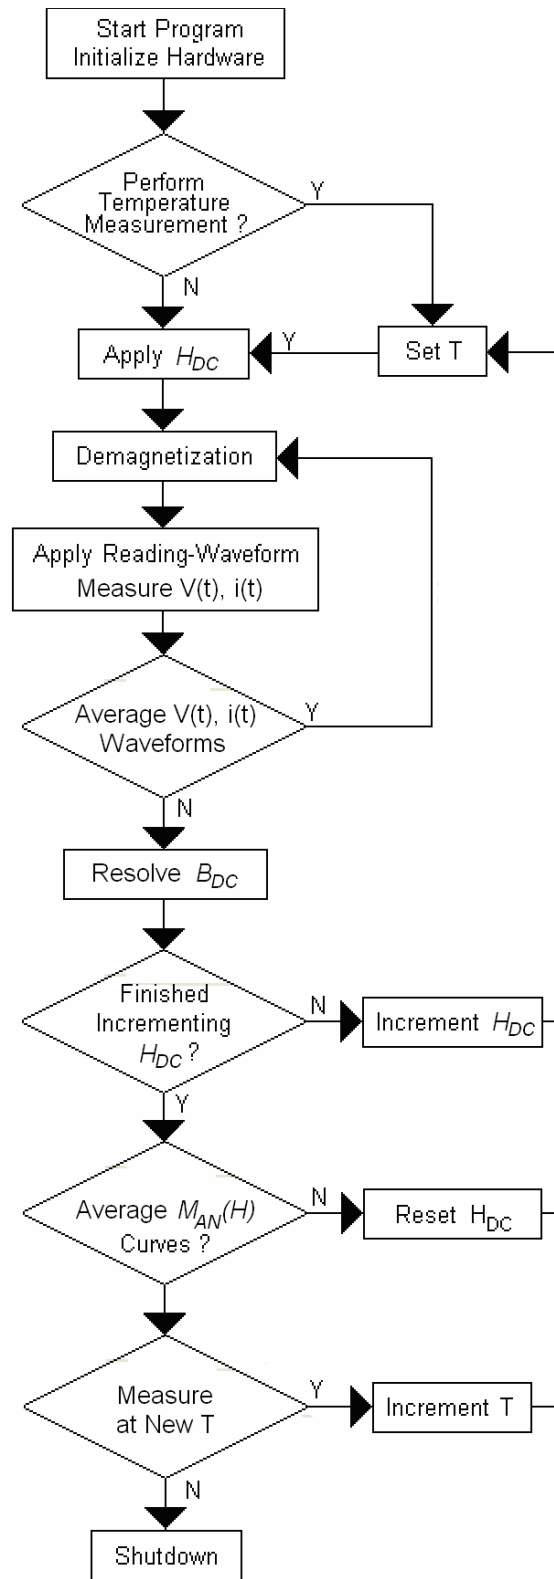 Start Program
Initialize Hardware
Perform
Temperature
Measurement ?
Y
N
Apply H_DC
Y
Set T
Demagnetization
Apply Reading-Waveform
Measure V(t), i(t)
Average V(t), i(t)
Waveforms
Y
N
Resolve B_DC
Finished
Incrementing
H_DC ?
N
Increment H_DC
Y
Average M_AN(H)
Curves ?
N
Reset H_DC
Measure
at New T
Y
Increment T
N
Shutdown